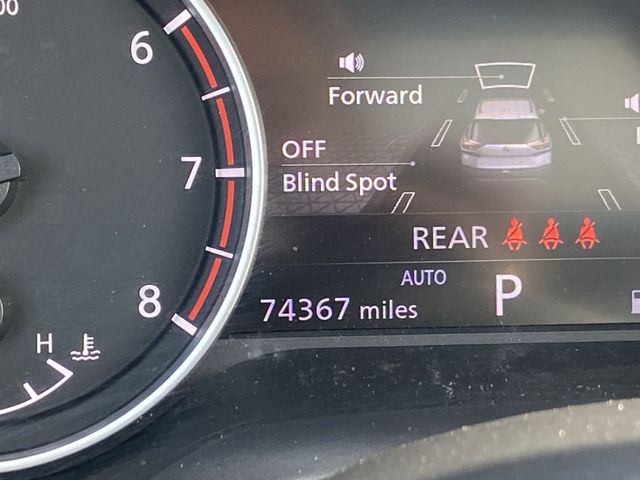 6
Forward
OFF
7
Blind Spot
REAR
AUTO
P
8
74367 miles
H